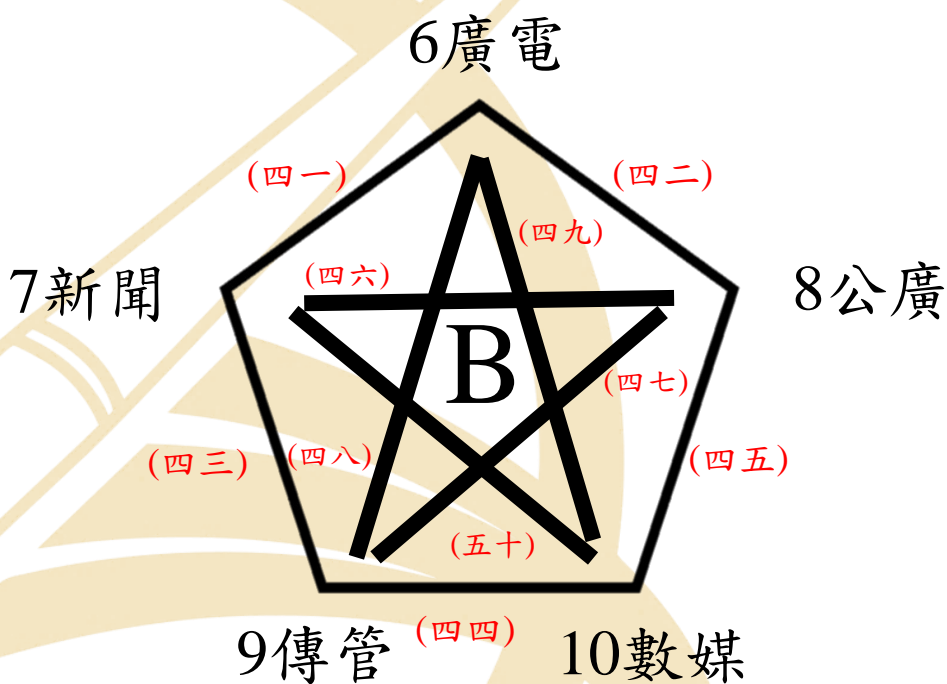 6廣電
(四一)
(四二)
(四九)
(四六)
7新聞
8公廣
B
(四七)
(四三)
(四八)
(四五)
(五十)
(四四)
9傳管
10數媒